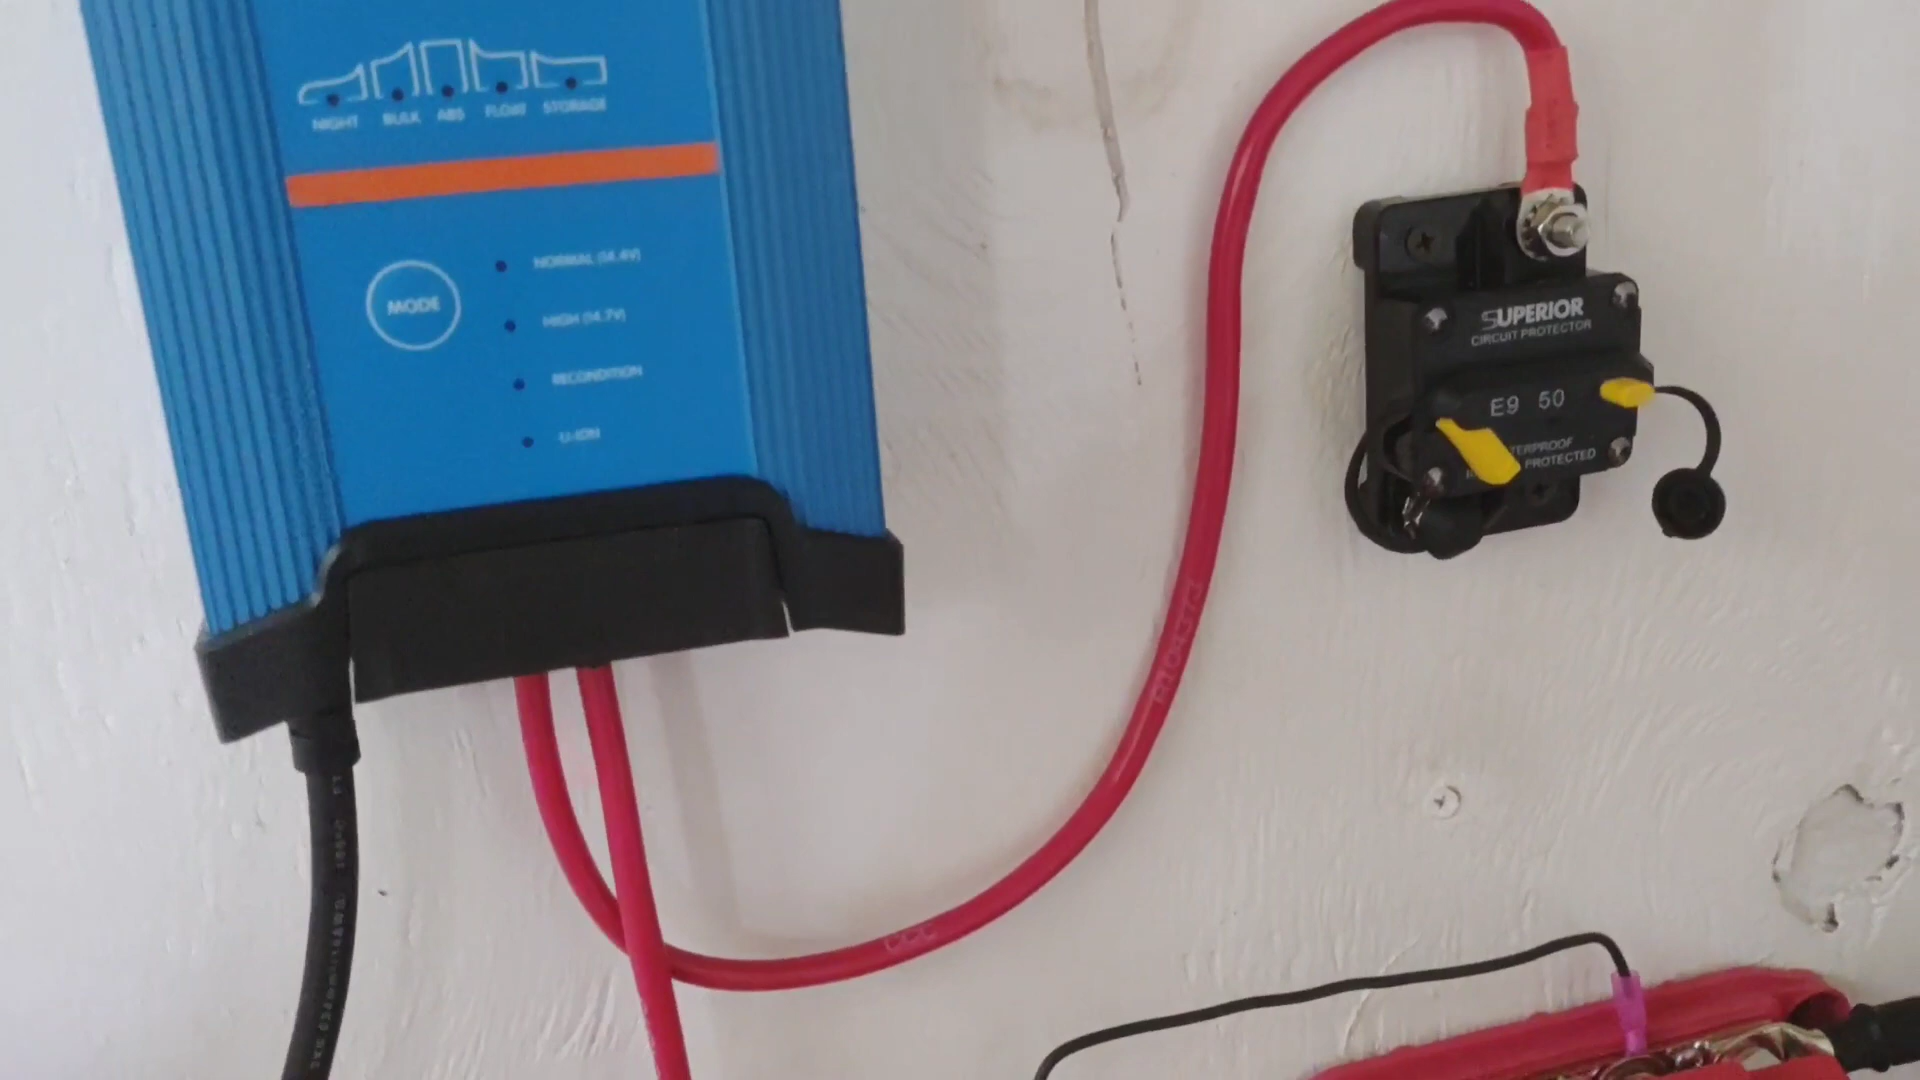 NIGHT BULK ABS FLOAT STORAGE
MODE
NORMAL (14.4V)
HIGH (14.7V)
RECONDITION
LI-ION
SUPERIOR
CIRCUIT PROTECTOR
E9 50
TERPROOF
PROTECTED